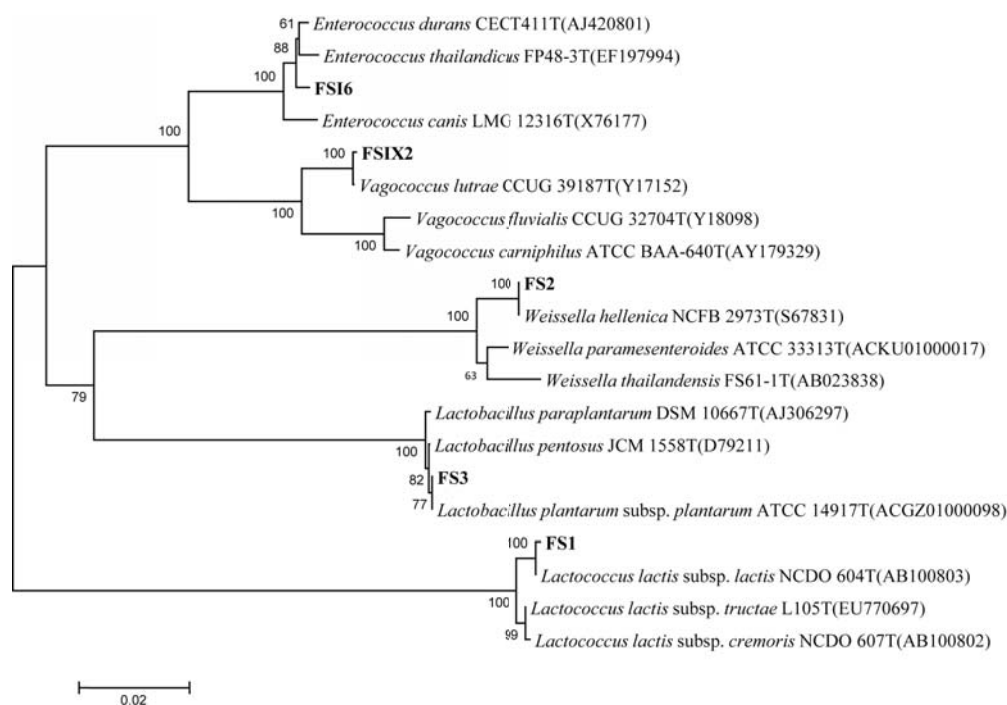 61
Enterococcus durans CECT411T(AJ420801)
88
Enterococcus thailandicus FP48-3T(EF197994)
100
FSI6
Enterococcus canis LMG 12316T(X76177)
100
100
FSIX2
Vagococcus lutrae CCUG 39187T(Y17152)
100
Vagococcus fluvialis CCUG 32704T(Y18098)
100
Vagococcus carniphilus ATCC BAA-640T(AY179329)
100
FS2
100
Weissella hellenica NCFB 2973T(S67831)
Weissella paramesenteroides ATCC 33313T(ACKU01000017)
63
Weissella thailandensis FS61-1T(AB023838)
79
Lactobacillus paraplantarum DSM 10667T(AJ306297)
100
Lactobacillus pentosus JCM 1558T(D79211)
82
FS3
77
Lactobacillus plantarum subsp. plantarum ATCC 14917T(ACGZ01000098)
100
FS1
Lactococcus lactis subsp. lactis NCDO 604T(AB100803)
100
Lactococcus lactis subsp. tructae L105T(EU770697)
99
Lactococcus lactis subsp. cremoris NCDO 607T(AB100802)
0.02